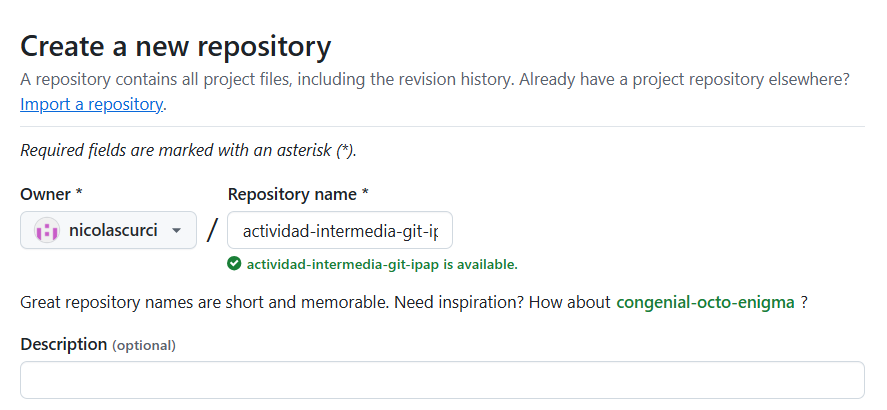 Create a new repository
A repository contains all project files, including the revision history. Already have a project repository elsewhere?
Import a repository.
Required fields are marked with an asterisk (*).
Owner *
Repository name *
nicolascurci / actividad-intermedia-git-ip
actividad-intermedia-git-ipap is available.
Great repository names are short and memorable. Need inspiration? How about congenial-octo-enigma ?
Description (optional)